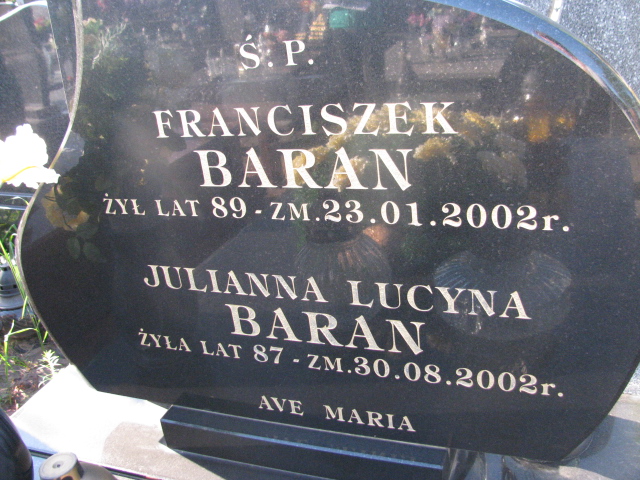 Ś.P.
FRANCISZEK
BARAN
ŻYŁ LAT 89 - ZM. 23.01.2002r.
JULIANNA LUCYNA
BARAN
ŻYŁA LAT 87 - ZM. 30.08.2002r.
AVE MARIA